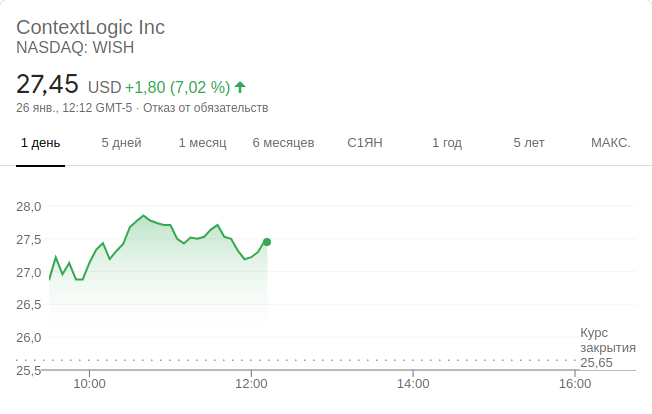 ContextLogic Inc
NASDAQ: WISH
27,45 USD +1,80 (7,02 %)
26 янв., 12:12 GMT-5 · Отказ от обязательств
1 день 5 дней 1 месяц 6 месяцев С1ЯН 1 год 5 лет МАКС.
28,0
27,5
27,0
26,5
26,0
25,5
Курс
закрытия
25,65
10:00 12:00 14:00 16:00